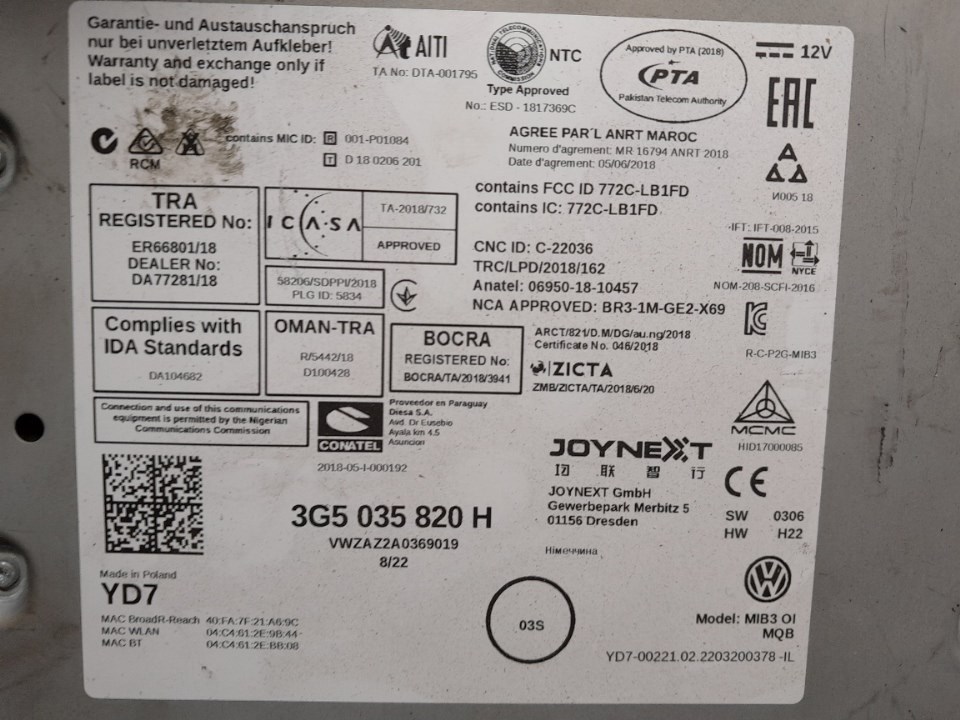 Garantie- und Austauschanspruch
nur bei unverletztem Aufkleber!
Warranty and exchange only if
label is not damaged!
AITI
TA No: DTA-001795
NATIONAL TELECOMMUNICATIONS COMMISSION
NTC
Type Approved
No.: ESD - 1817369C
Approved by PTA (2018)
PTA
Pakistan Telecom Authority
12V
EAC
RCM
contains MIC ID: R 001-P01084
T D 18 0206 201
AGREE PAR'L ANRT MAROC
Numero d'agrement: MR 16794 ANRT 2018
Date d'agrement: 05/06/2018
И005 18
TRA
REGISTERED No:
ER66801/18
DEALER No:
DA77281/18
ICASA
TA-2018/732
APPROVED
contains FCC ID 772C-LB1FD
contains IC: 772C-LB1FD
IFT: IFT-008-2015
NOM
NYCE
NOM-208-SCFI-2016
58206/SDPPI/2018
PLG ID: 5834
CNC ID: C-22036
TRC/LPD/2018/162
Anatel: 06950-18-10457
NCA APPROVED: BR3-1M-GE2-X69
Complies with
IDA Standards
DA104682
OMAN-TRA
R/5442/18
D100428
BOCRA
REGISTERED No:
BOCRA/TA/2018/3941
ARCT/821/D.M/DG/au.ng/2018
Certificate No. 046/2018
ZICTA
ZMB/ZICTA/TA/2018/6/20
R-C-P2G-MIB3
Connection and use of this communications
equipment is permitted by the Nigerian
Communications Commission
CONATEL
2018-05-I-000192
Proveedor en Paraguay
Diesa S.A.
Avd. Dr Eusebio
Ayala km 4.5
Asuncion
MCMC
HID17000085
JOYNEXT
联 智 行
JOYNEXT GmbH
Gewerbepark Merbitz 5
01156 Dresden
Німеччина
CE
SW 0306
HW H22
3G5 035 820 H
VWZAZ2A0369019
8/22
Made in Poland
YD7
MAC BroadR-Reach 40:FA:7F:21:A6:9C
MAC WLAN 04:C4:61:2E:9B:44
MAC BT 04:C4:61:2E:BB:08
03S
Model: MIB3 OI
MQB
YD7-00221.02.2203200378 -IL